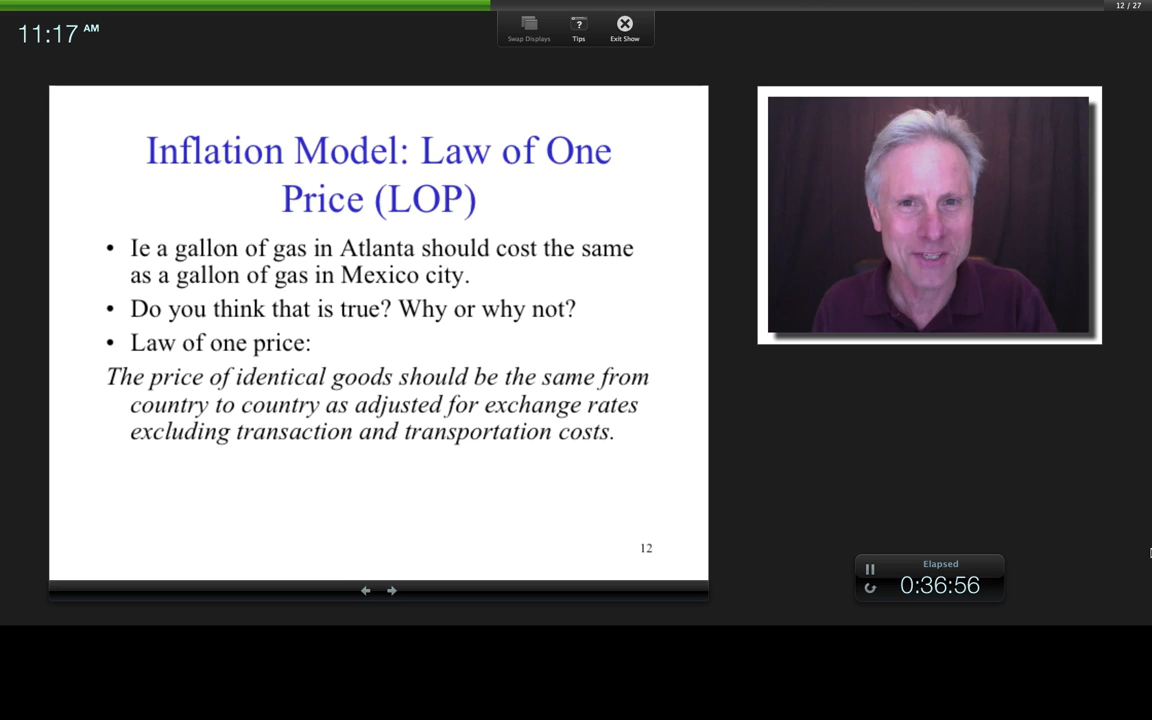 12 / 27
11:17 AM
Swap Displays
Tips
Exit Show
Inflation Model: Law of One
Price (LOP)
• Ie a gallon of gas in Atlanta should cost the same
as a gallon of gas in Mexico city.
• Do you think that is true? Why or why not?
• Law of one price:
The price of identical goods should be the same from
country to country as adjusted for exchange rates
excluding transaction and transportation costs.
12
Elapsed
0:36:56